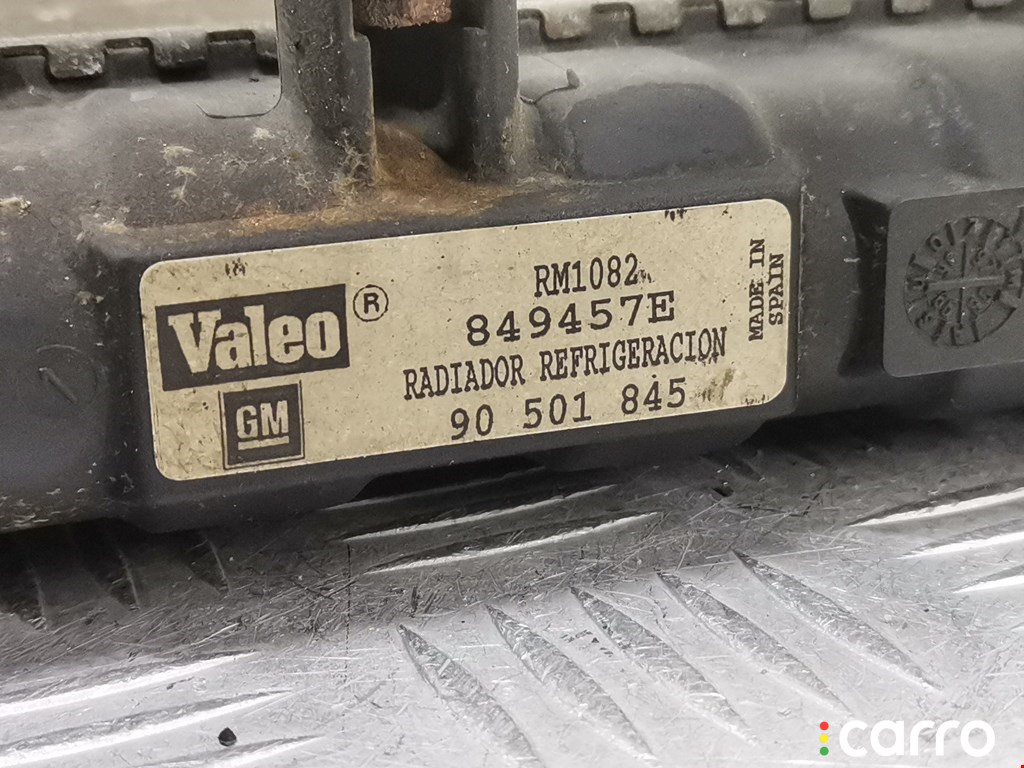 RM1082
Valeo ®
849457E
RADIADOR REFRIGERACION
GM
90 501 845
MADE IN
SPAIN
carro